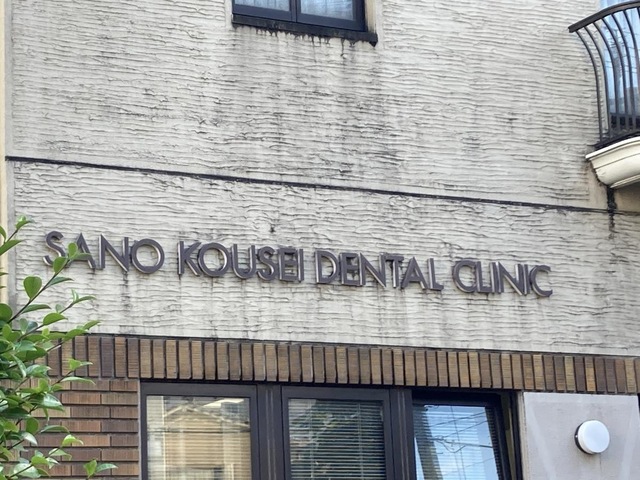 SANO KOUSEI DENTAL CLINIC